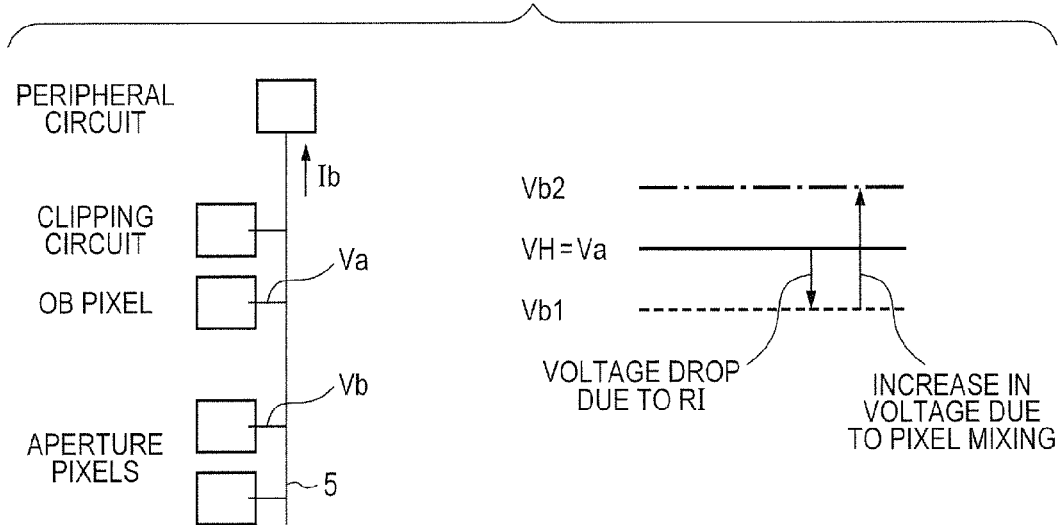 PERIPHERAL
CIRCUIT
Ib
CLIPPING
CIRCUIT
Va
OB PIXEL
Vb
APERTURE
PIXELS
5
Vb2
VH=Va
Vb1
VOLTAGE DROP
DUE TO RI
INCREASE IN
VOLTAGE DUE
TO PIXEL MIXING